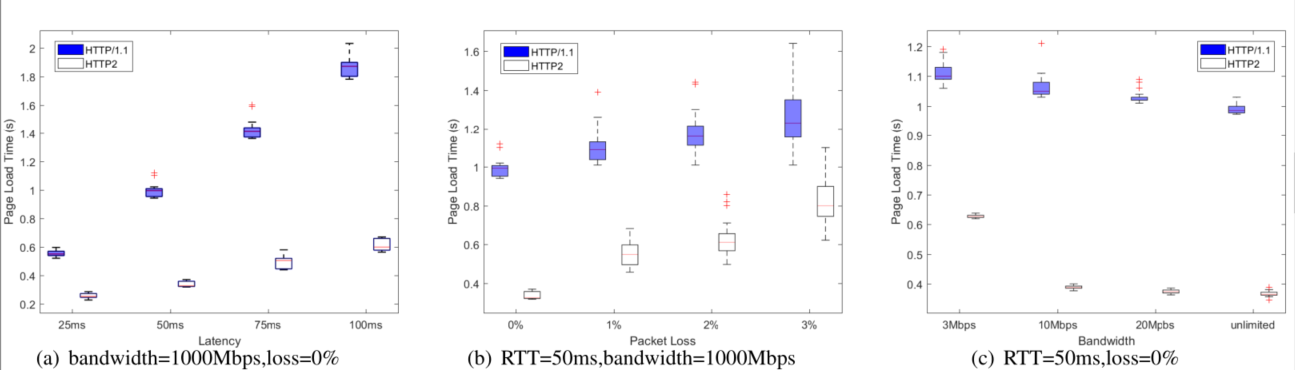 HTTP/1.1
HTTP2
2
1.8
1.6
1.4
1.2
1
0.8
0.6
0.4
0.2
Page Load Time (s)
25ms 50ms 75ms 100ms
Latency
(a) bandwidth=1000Mbps,loss=0%
HTTP/1.1
HTTP2
1.6
1.4
1.2
1
0.8
0.6
0.4
Page Load Time (s)
0% 1% 2% 3%
Packet Loss
(b) RTT=50ms,bandwidth=1000Mbps
HTTP/1.1
HTTP2
1.2
1.1
1
0.9
0.8
0.7
0.6
0.5
0.4
Page Load Time (s)
3Mbps 10Mbps 20Mpbs unlimited
Bandwidth
(c) RTT=50ms,loss=0%